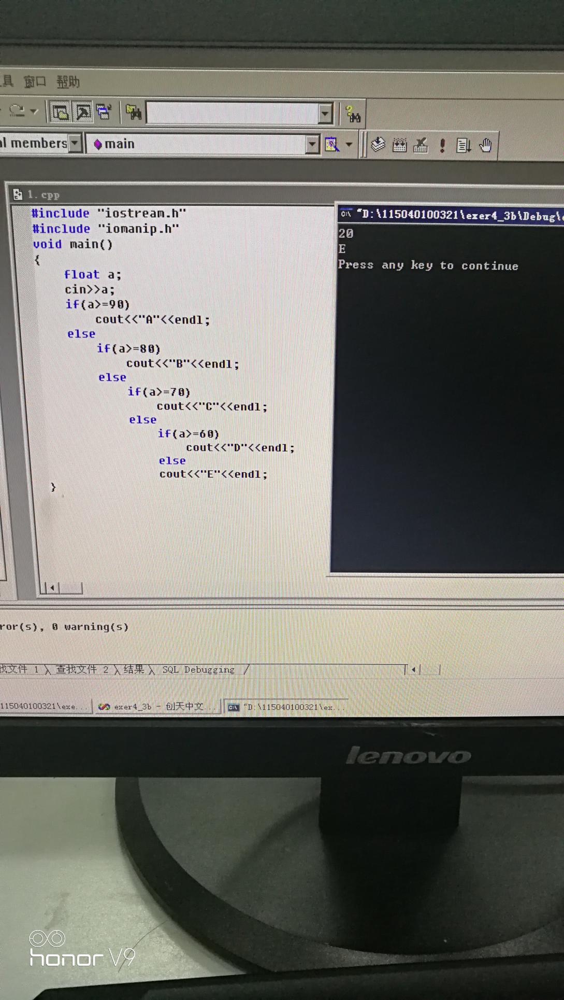 具 窗口 帮助
members
main
1.cpp
#include "iostream.h"
#include "iomanip.h"
void main()
{
float a;
cin>>a;
if(a>=90)
cout<<"A"<<endl;
else
if(a>=80)
cout<<"B"<<endl;
else
if(a>=70)
cout<<"C"<<endl;
else
if(a>=60)
cout<<"D"<<endl;
else
cout<<"E"<<endl;
}
"D:\115040100321\exer4_3b\Debug\
20
E
Press any key to continue
ror(s), 0 warning(s)
找文件 1 查找文件 2 结果 SQL Debugging
115040100321\exe... exer4_3b - 创天中文... "D:\115040100321\ex...
lenovo
honor V9